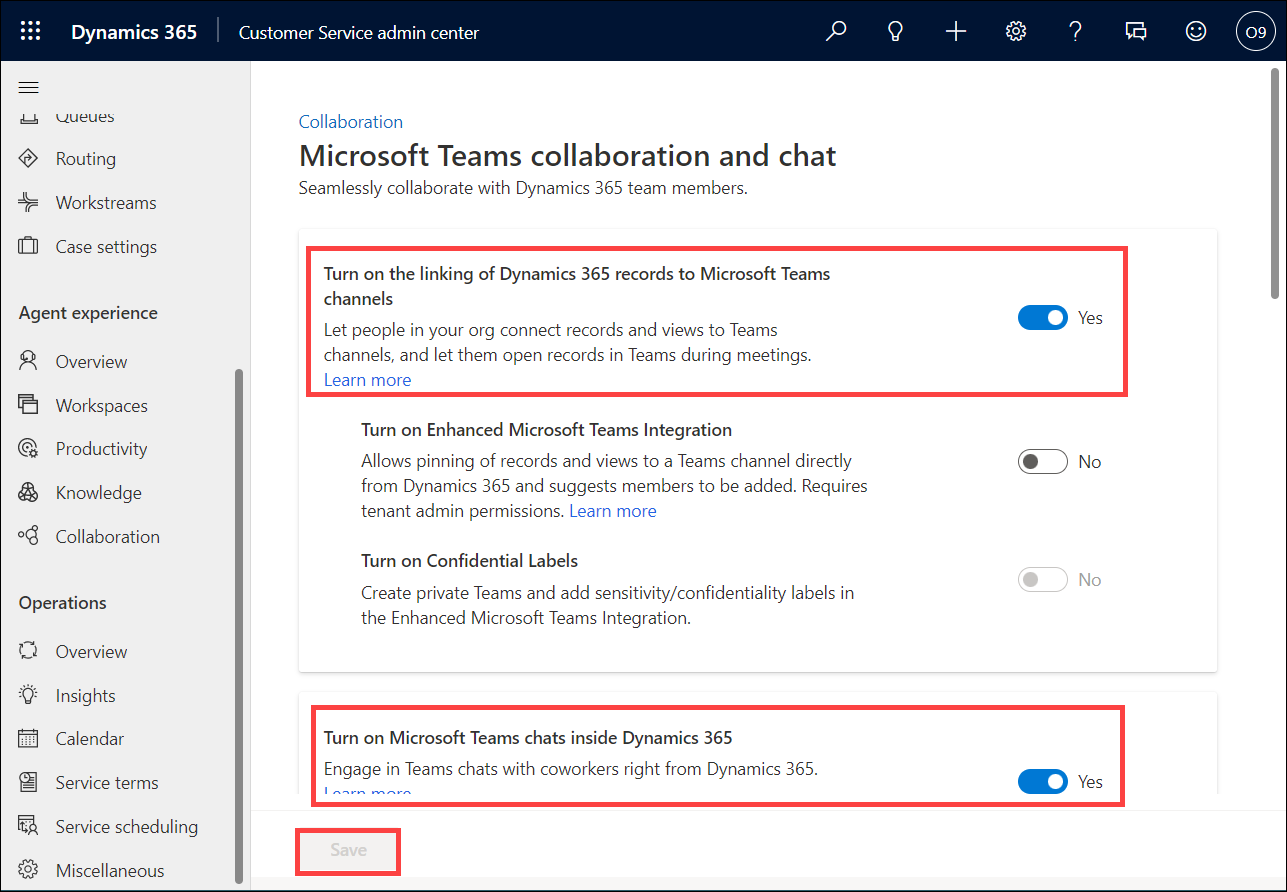 Dynamics 365
Customer Service admin center
O9
Queues
Routing
Workstreams
Case settings
Agent experience
Overview
Workspaces
Productivity
Knowledge
Collaboration
Operations
Overview
Insights
Calendar
Service terms
Service scheduling
Miscellaneous
Collaboration
Microsoft Teams collaboration and chat
Seamlessly collaborate with Dynamics 365 team members.
Turn on the linking of Dynamics 365 records to Microsoft Teams
channels
Let people in your org connect records and views to Teams
channels, and let them open records in Teams during meetings.
Learn more
Yes
Turn on Enhanced Microsoft Teams Integration
Allows pinning of records and views to a Teams channel directly
from Dynamics 365 and suggests members to be added. Requires
tenant admin permissions. Learn more
No
Turn on Confidential Labels
Create private Teams and add sensitivity/confidentiality labels in
the Enhanced Microsoft Teams Integration.
No
Turn on Microsoft Teams chats inside Dynamics 365
Engage in Teams chats with coworkers right from Dynamics 365.
Learn more
Yes
Save